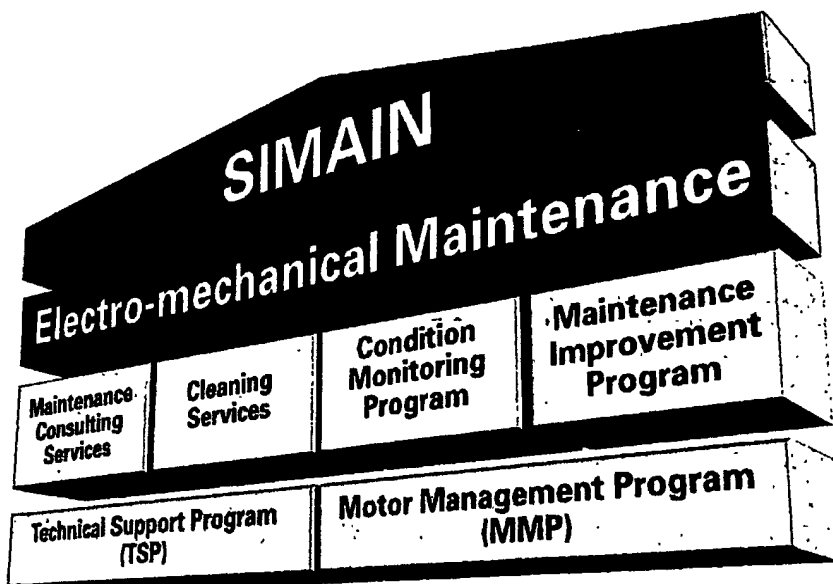 SIMAIN
Electro-mechanical Maintenance
Maintenance
Consulting
Services
Cleaning
Services
Condition
Monitoring
Program
Maintenance
Improvement
Program
Technical Support Program
(TSP)
Motor Management Program
(MMP)